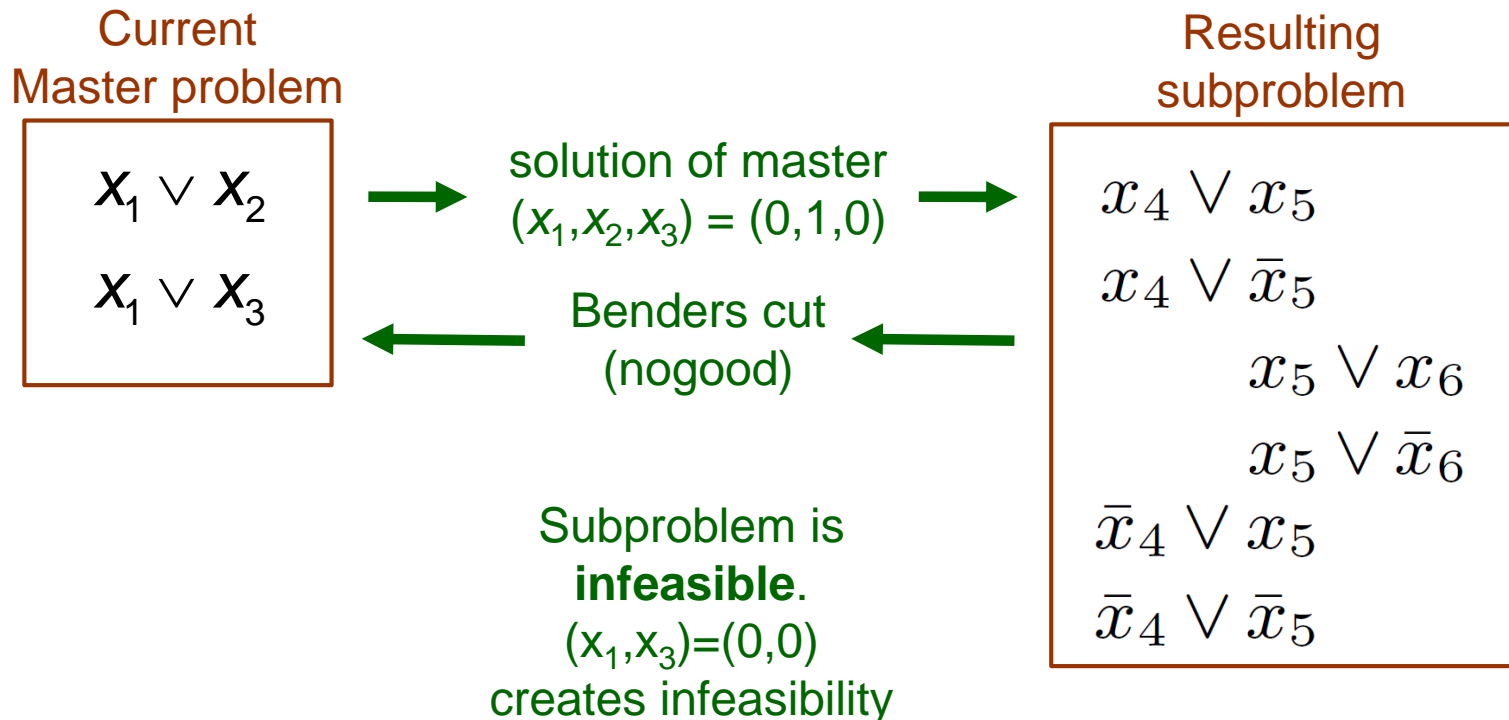 Current
Master problem
x₁ ∨ x₂
x₁ ∨ x₃
solution of master
(x₁,x₂,x₃) = (0,1,0)
Benders cut
(nogood)
Subproblem is
infeasible.
(x₁,x₃)=(0,0)
creates infeasibility
Resulting
subproblem
x₄ ∨ x₅
x₄ ∨ x̄₅
x₅ ∨ x₆
x₅ ∨ x̄₆
x̄₄ ∨ x₅
x̄₄ ∨ x̄₅